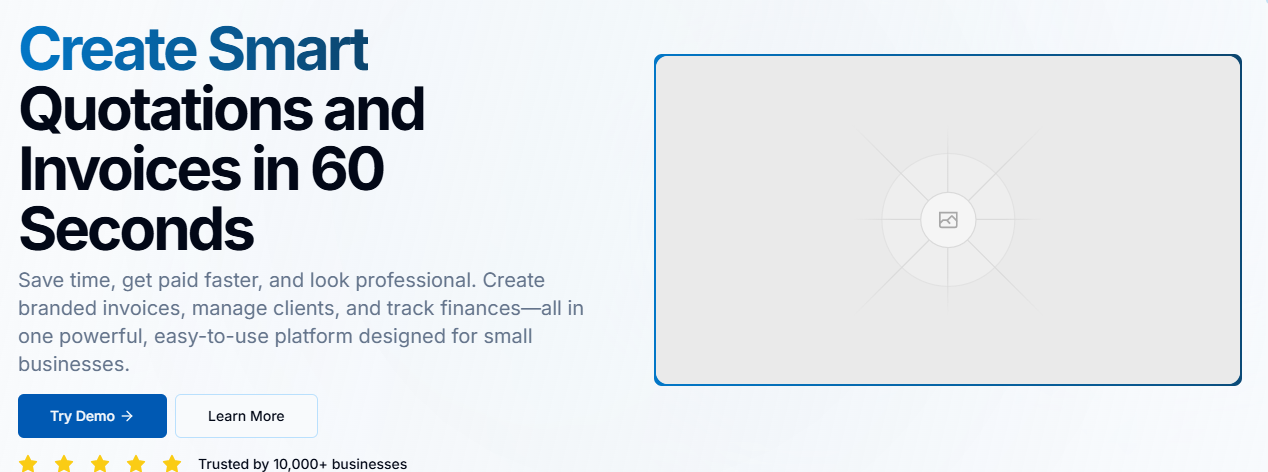 Create Smart
Quotations and
Invoices in 60
Seconds
Save time, get paid faster, and look professional. Create
branded invoices, manage clients, and track finances—all in
one powerful, easy-to-use platform designed for small
businesses.
Try Demo →
Learn More
Trusted by 10,000+ businesses